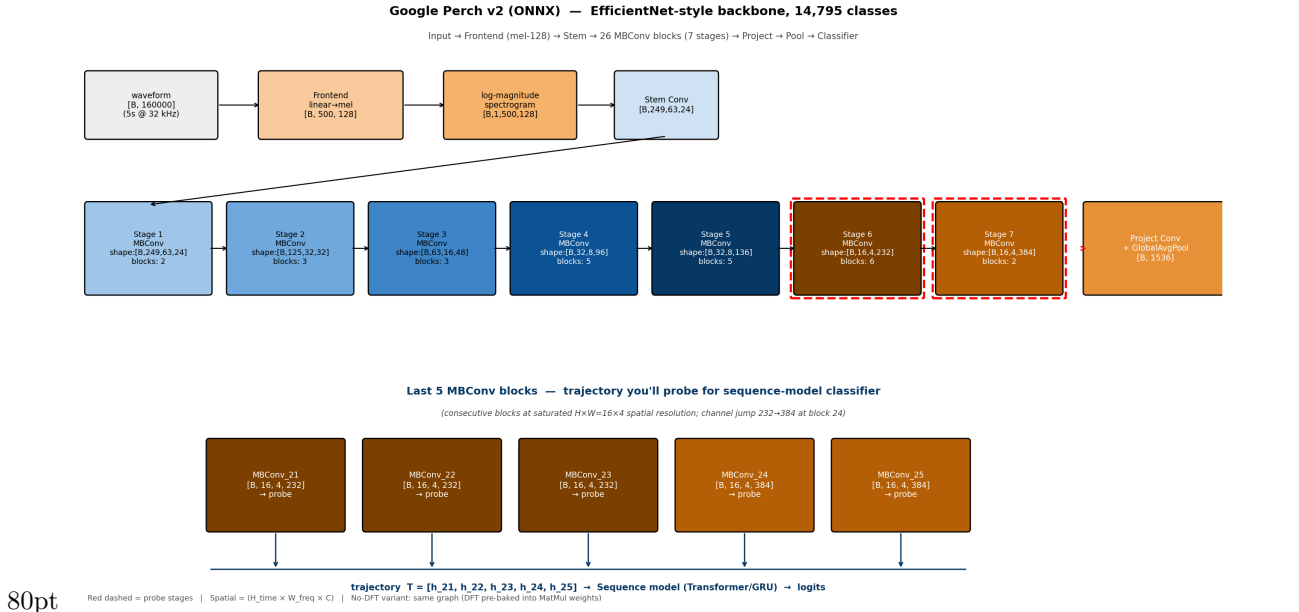 Google Perch v2 (ONNX) — EfficientNet-style backbone, 14,795 classes
Input → Frontend (mel-128) → Stem → 26 MBConv blocks (7 stages) → Project → Pool → Classifier
waveform
[B, 160000]
(5s @ 32 kHz)
Frontend
linear→mel
[B, 500, 128]
log-magnitude
spectrogram
[B,1,500,128]
Stem Conv
[B,249,63,24]
Stage 1
MBConv
shape:[B,249,63,24]
blocks: 2
Stage 2
MBConv
shape:[B,125,32,32]
blocks: 3
Stage 3
MBConv
shape:[B,63,16,48]
blocks: 3
Stage 4
MBConv
shape:[B,32,8,96]
blocks: 5
Stage 5
MBConv
shape:[B,32,8,136]
blocks: 5
Stage 6
MBConv
shape:[B,16,4,232]
blocks: 6
Stage 7
MBConv
shape:[B,16,4,384]
blocks: 2
Project Conv
+ GlobalAvgPool
[B, 1536]
Last 5 MBConv blocks — trajectory you'll probe for sequence-model classifier
(consecutive blocks at saturated H×W=16×4 spatial resolution; channel jump 232→384 at block 24)
MBConv_21
[B, 16, 4, 232]
→ probe
MBConv_22
[B, 16, 4, 232]
→ probe
MBConv_23
[B, 16, 4, 232]
→ probe
MBConv_24
[B, 16, 4, 384]
→ probe
MBConv_25
[B, 16, 4, 384]
→ probe
trajectory T = [h_21, h_22, h_23, h_24, h_25] → Sequence model (Transformer/GRU) → logits
80pt
Red dashed = probe stages | Spatial = (H_time × W_freq × C) | No-DFT variant: same graph (DFT pre-baked into MatMul weights)